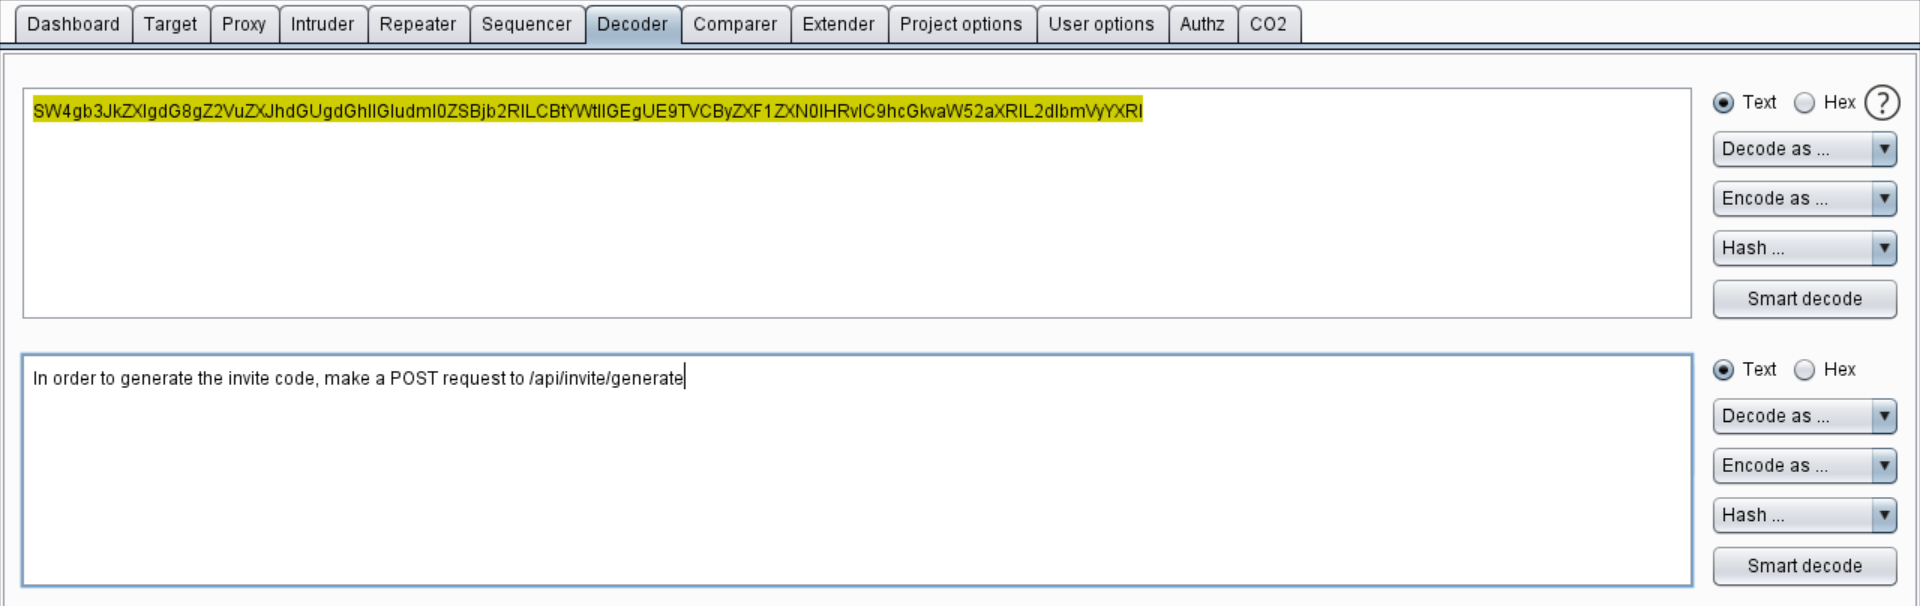 Dashboard Target Proxy Intruder Repeater Sequencer Decoder Comparer Extender Project options User options Authz CO2
SW4gb3JkZXIgdG8gZ2VuZXJhdGUgdGhlIGludml0ZSBjb2RlLCBtYWtlIGEgUE9TVCByZXF1ZXN0IHRvIC9hcGkvaW52aXRlL2dlbmVyYXRl
Text Hex ?
Decode as ...
Encode as ...
Hash ...
Smart decode
In order to generate the invite code, make a POST request to /api/invite/generate
Text Hex
Decode as ...
Encode as ...
Hash ...
Smart decode